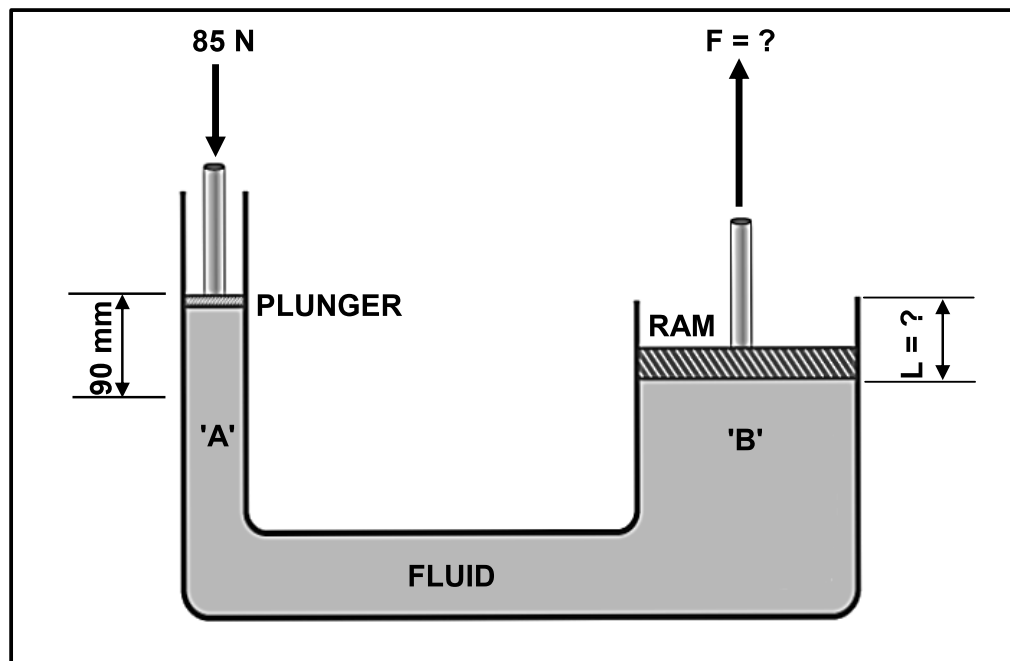 85 N
F = ?
PLUNGER
90 mm
RAM
L = ?
'A'
'B'
FLUID